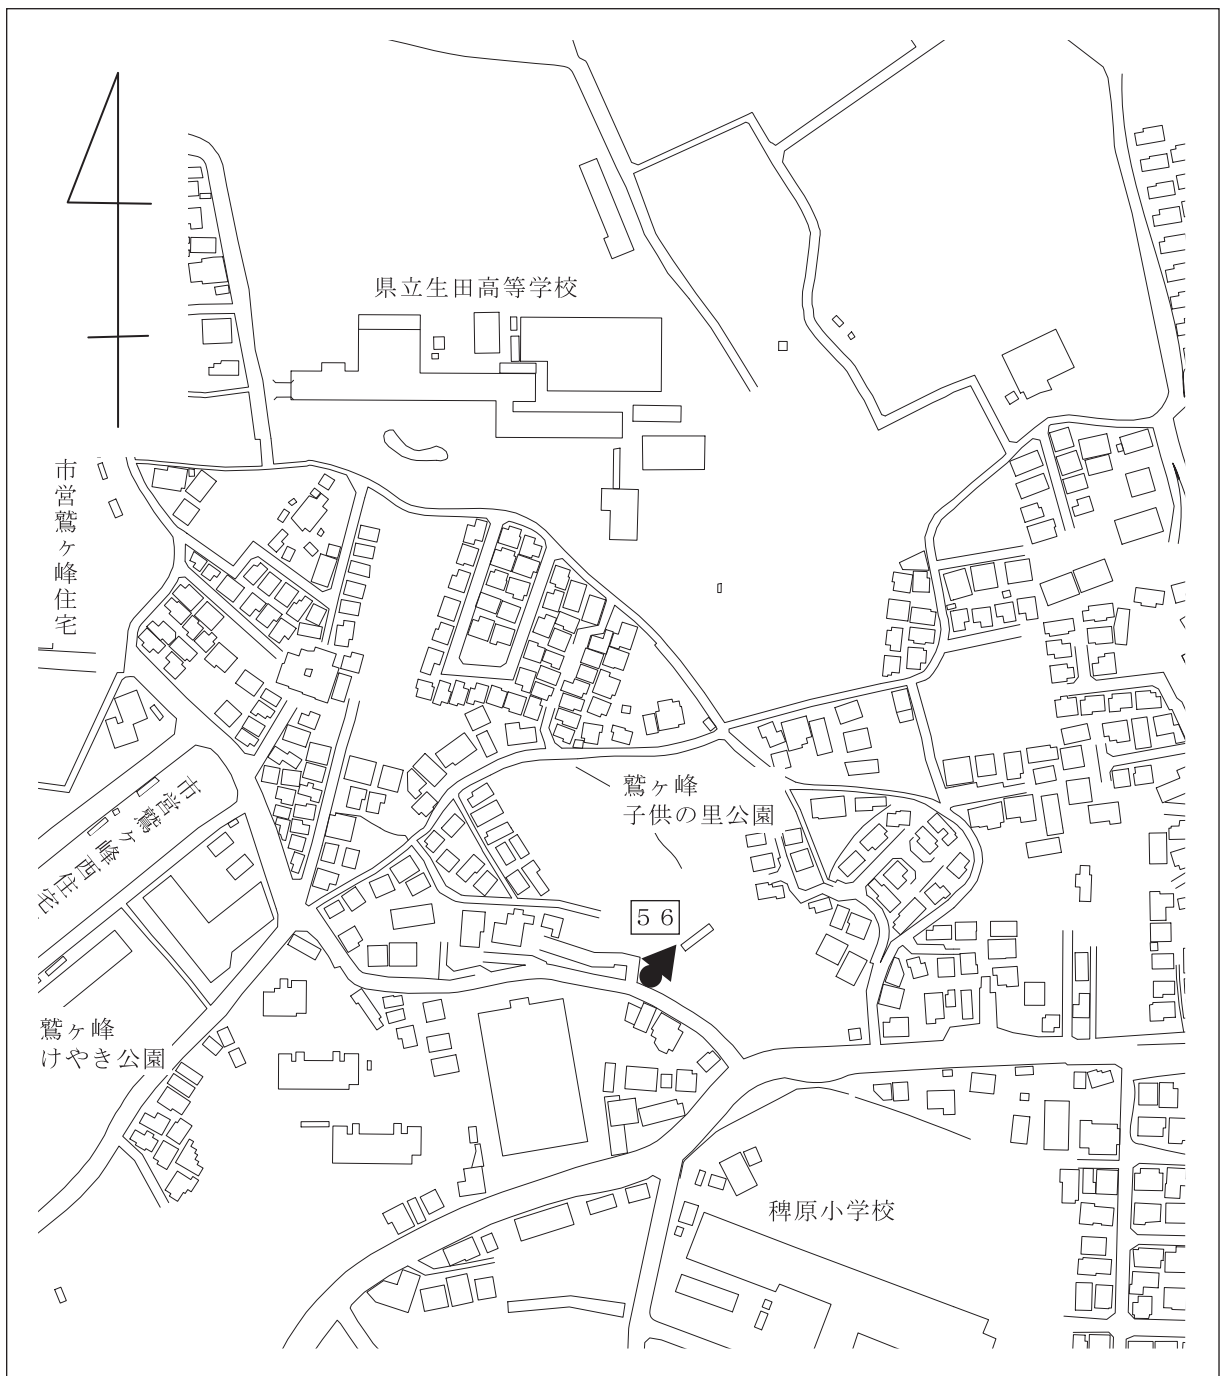 県立生田高等学校
市営鷲ヶ峰住宅
鷲ヶ峰
子供の里公園
市営鷲ヶ峰西住宅
56
鷲ヶ峰
けやき公園
稗原小学校